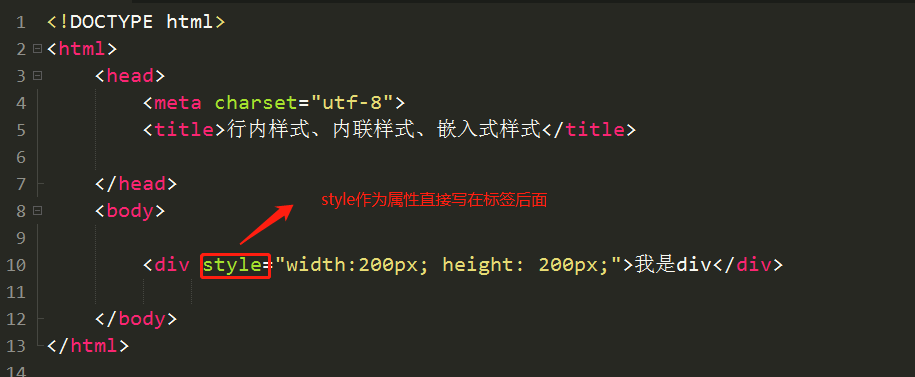 1 <!DOCTYPE html>
2 <html>
3 <head>
4 <meta charset="utf-8">
5 <title>行内样式、内联样式、嵌入式样式</title>
6
7 </head>
style作为属性直接写在标签后面
8 <body>
9
10 <div style="width:200px; height: 200px;">我是div</div>
11
12 </body>
13 </html>
14